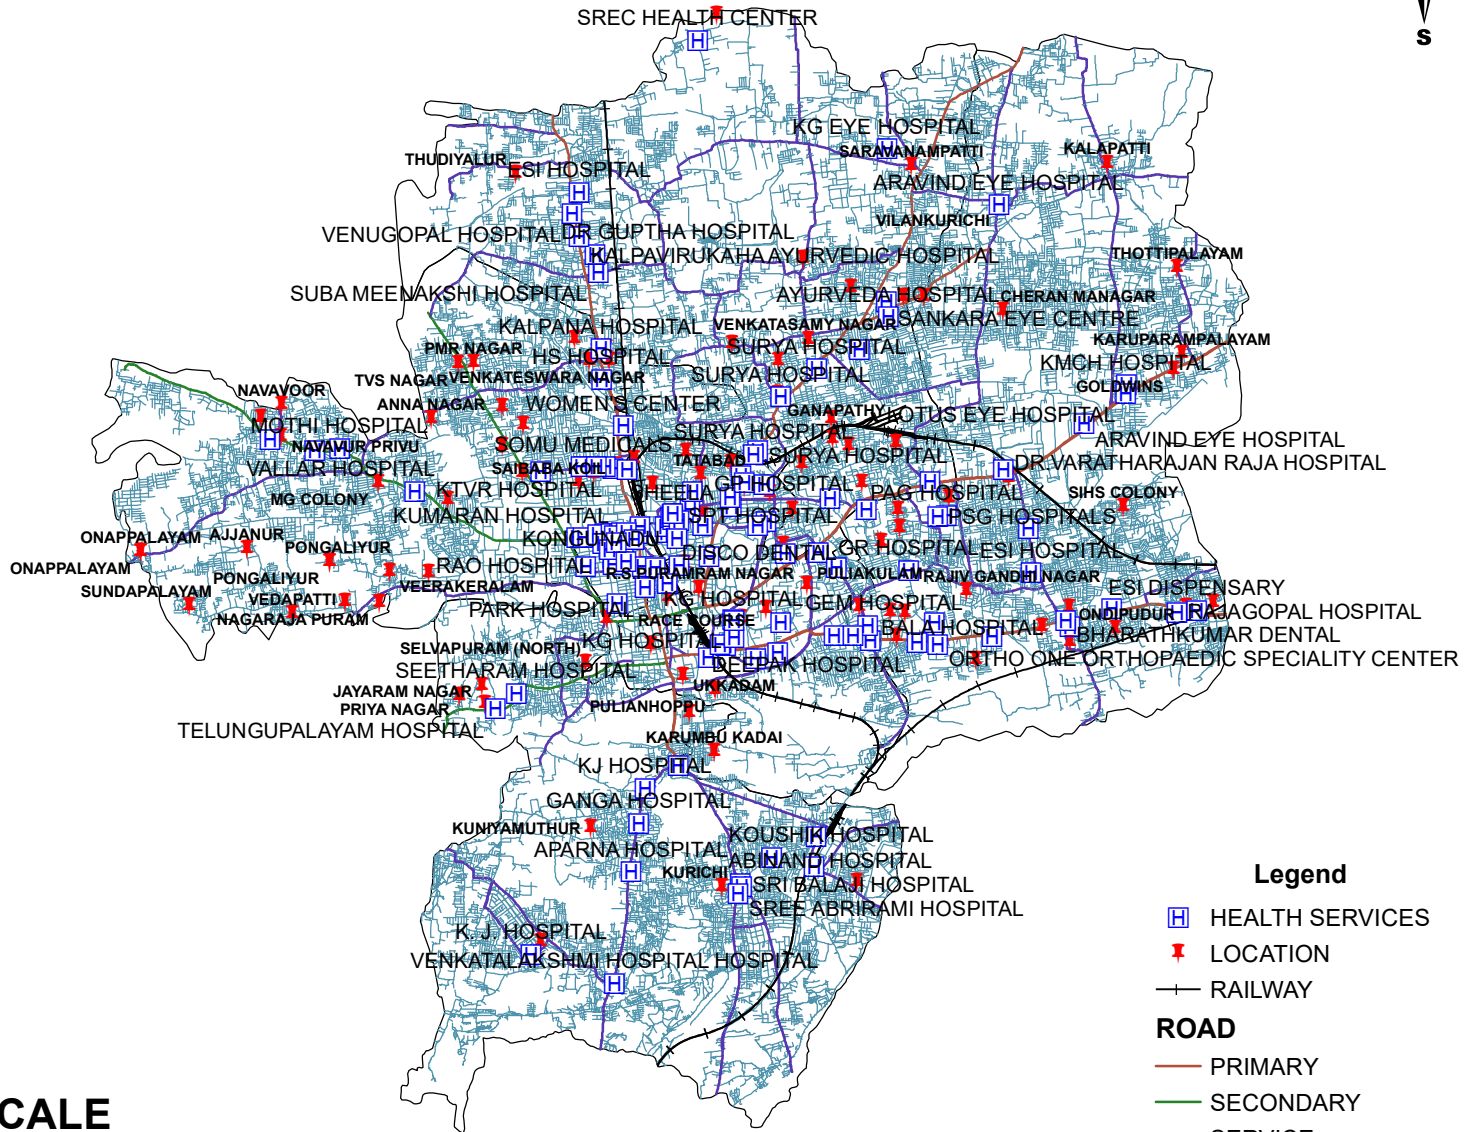 S
SREC HEALTH CENTER
KG EYE HOSPITAL
SARAVANAMPATTI
KALAPATTI
THUDIYALUR
ESI HOSPITAL
ARAVIND EYE HOSPITAL
VILANKURICHI
VENUGOPAL HOSPITAL
DR GUPTHA HOSPITAL
KALPAVIRUKAHA AYURVEDIC HOSPITAL
THOTTIPALAYAM
SUBA MEENAKSHI HOSPITAL
AYURVEDA HOSPITAL
CHERAN MANAGAR
SANKARA EYE CENTRE
KALPANA HOSPITAL
VENKATASAMY NAGAR
KARUPARAMPALAYAM
PMR NAGAR
HS HOSPITAL
SURYA HOSPITAL
KMCH HOSPITAL
TVS NAGAR
VENKATESWARA NAGAR
SURYA HOSPITAL
GOLDWINS
NAVAVOOR
ANNA NAGAR
WOMEN'S CENTER
GANAPATHY
LOTUS EYE HOSPITAL
MOTHI HOSPITAL
SURYA HOSPITAL
ARAVIND EYE HOSPITAL
NAVAVUR PRIVU
SOMU MEDICALS
TATABAD
SURYA HOSPITAL
DR VARATHARAJAN RAJA HOSPITAL
VALLAR HOSPITAL
SAIBABA KOIL
GP HOSPITAL
MG COLONY
KTVR HOSPITAL
SHEELA
PAG HOSPITAL
SIHS COLONY
KUMARAN HOSPITAL
SPT HOSPITAL
PSG HOSPITALS
ONAPPALAYAM
AJJANUR
PONGALIYUR
KONGUNADU
DISCO DENTAL
GR HOSPITAL
ESI HOSPITAL
ONAPPALAYAM
PONGALIYUR
RAO HOSPITAL
R.S.PURAM
RAM NAGAR
PULIAKULAM
RAJIV GANDHI NAGAR
SUNDAPALAYAM
VEDAPATTI
VEERAKERALAM
ESI DISPENSARY
NAGARAJA PURAM
PARK HOSPITAL
KG HOSPITAL
GEM HOSPITAL
ONDIPUDUR
RAJAGOPAL HOSPITAL
RACE COURSE
BALA HOSPITAL
BHARATHKUMAR DENTAL
SELVAPURAM (NORTH)
KG HOSPITAL
DEEPAK HOSPITAL
ORTHO ONE ORTHOPAEDIC SPECIALITY CENTER
SEETHARAM HOSPITAL
JAYARAM NAGAR
UKKADAM
PRIYA NAGAR
PULIANHOPPU
TELUNGUPALAYAM HOSPITAL
KARUMBU KADAI
KJ HOSPITAL
GANGA HOSPITAL
KUNIYAMUTHUR
KOUSHIK HOSPITAL
APARNA HOSPITAL
ABINAND HOSPITAL
KURICHI
SRI BALAJI HOSPITAL
SREE ABRIRAMI HOSPITAL
K. J. HOSPITAL
VENKATALAKSHMI HOSPITAL HOSPITAL
Legend
H HEALTH SERVICES
LOCATION
RAILWAY
ROAD
PRIMARY
SECONDARY
CALE